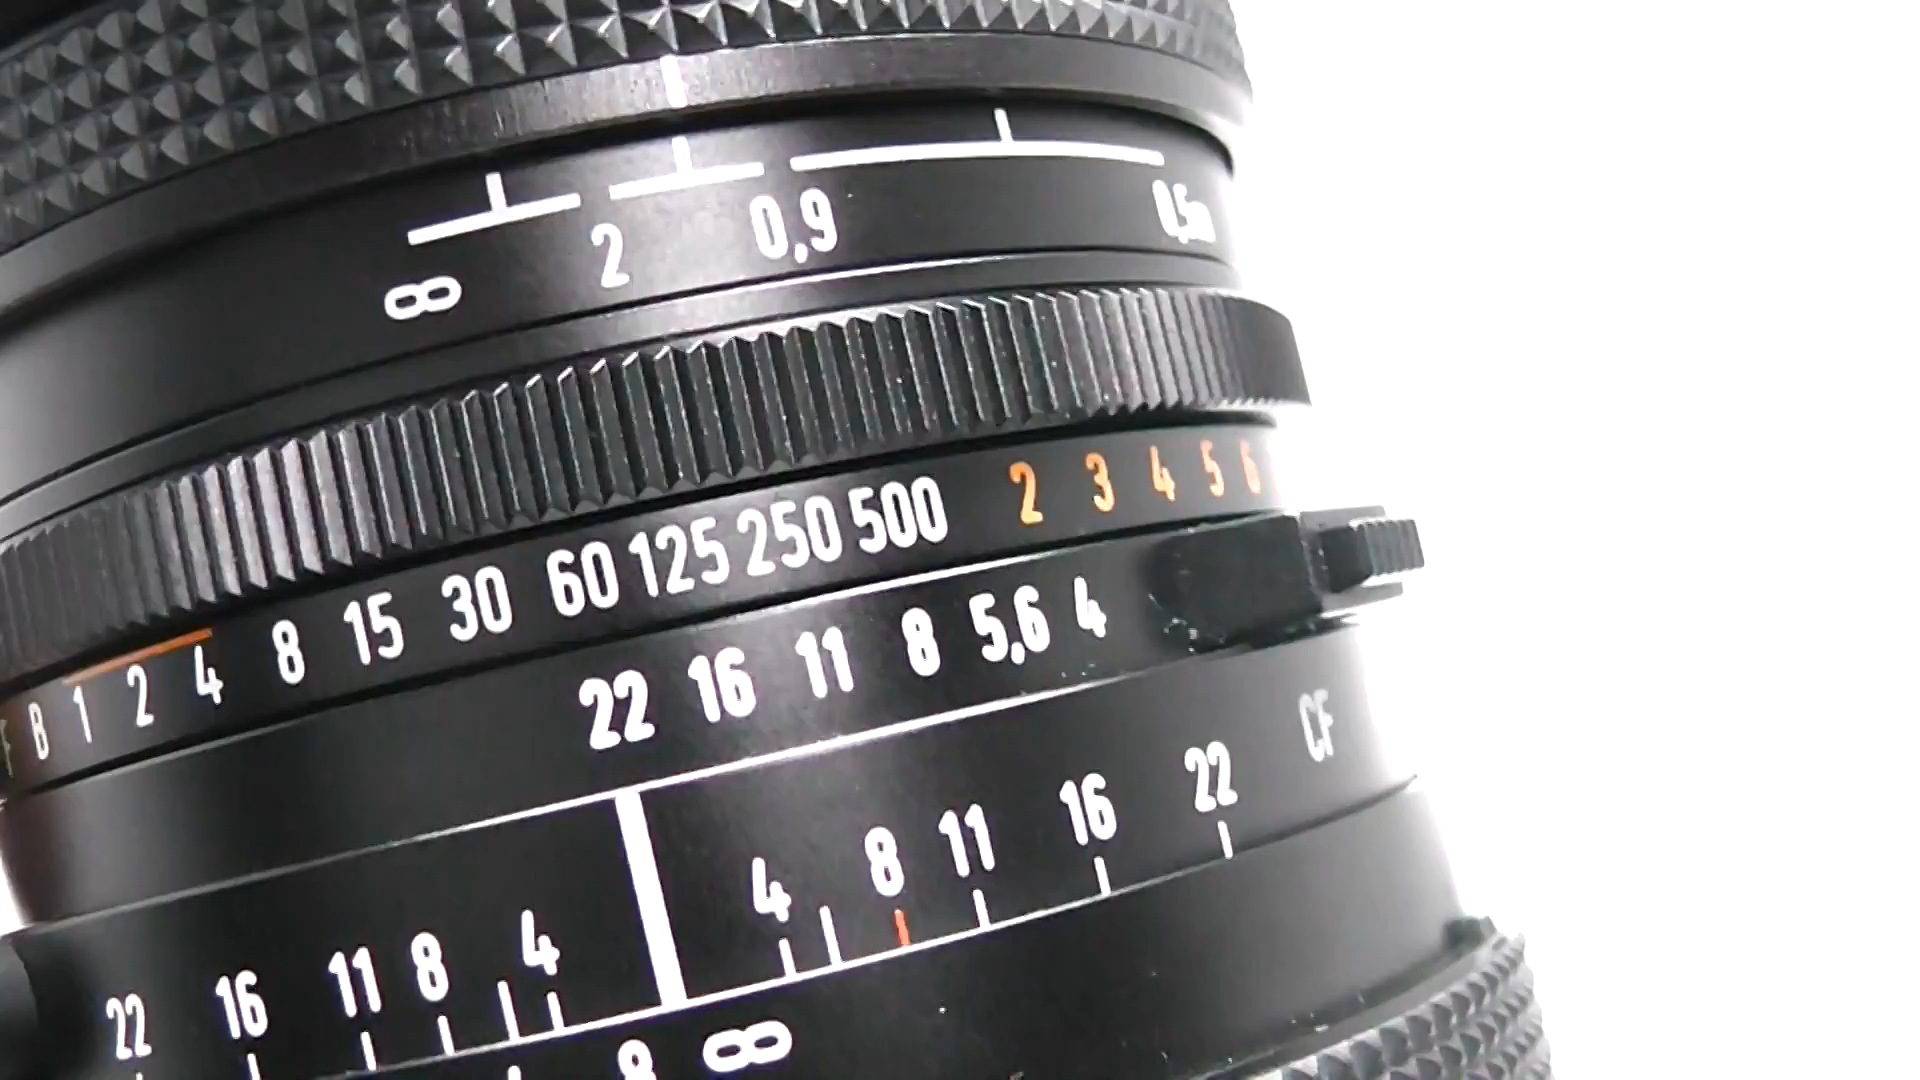 ∞ 2 0,9 0,5m
F B 1 2 4 8 15 30 60 125 250 500 2 3 4 5 6
22 16 11 8 5,6 4
CF
22 16 11 8 4 4 8 11 16 22
8 ∞